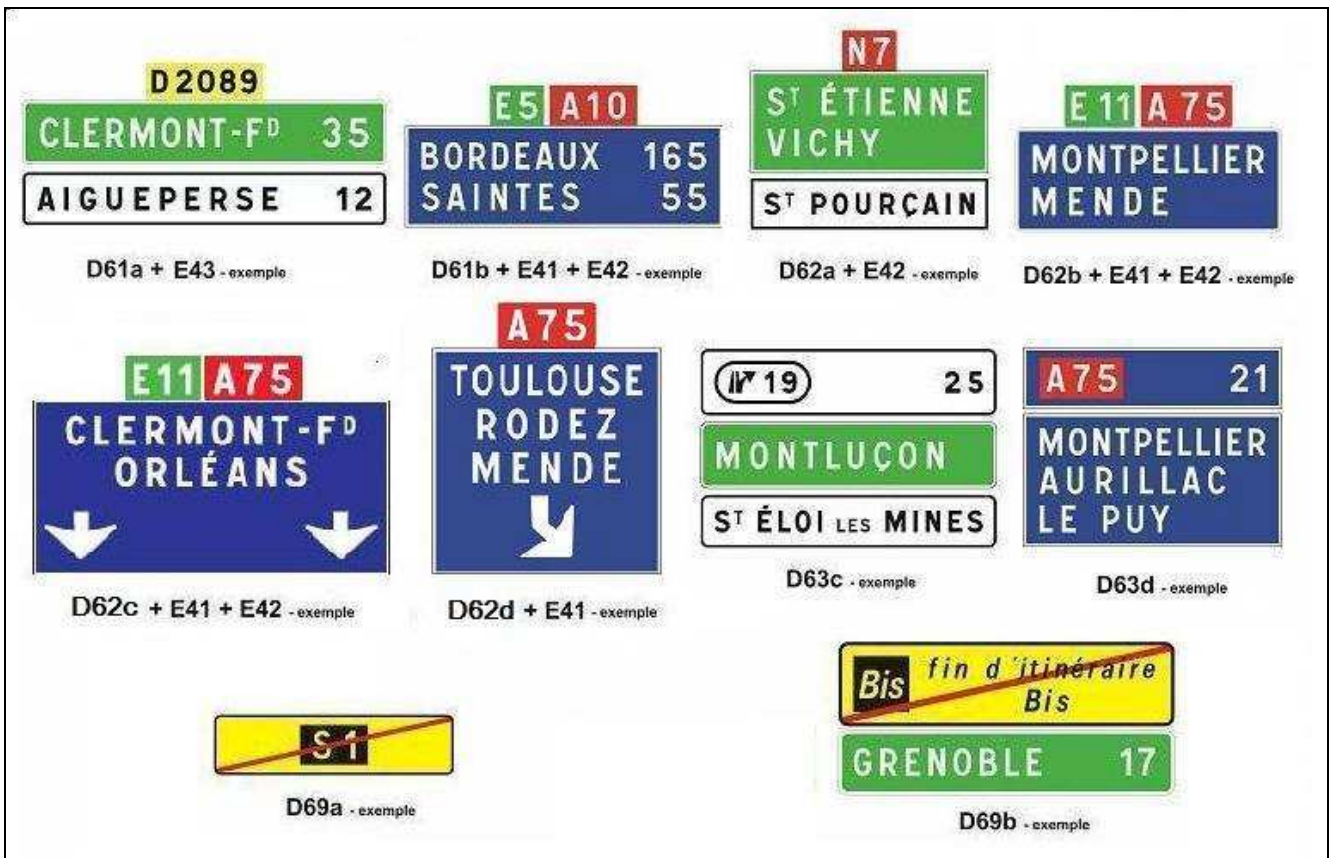 D2089
CLERMONT-Fᴰ 35
AIGUEPERSE 12
D61a + E43 - exemple
E5 A10
BORDEAUX 165
SAINTES 55
D61b + E41 + E42 - exemple
N7
Sᵀ ÉTIENNE
VICHY
Sᵀ POURÇAIN
D62a + E42 - exemple
E11 A75
MONTPELLIER
MENDE
D62b + E41 + E42 - exemple
E11 A75
CLERMONT-Fᴰ
ORLÉANS
D62c + E41 + E42 - exemple
A75
TOULOUSE
RODEZ
MENDE
D62d + E41 - exemple
19 25
MONTLUÇON
Sᵀ ÉLOI LES MINES
D63c - exemple
A75 21
MONTPELLIER
AURILLAC
LE PUY
D63d - exemple
S1
D69a - exemple
Bis fin d'itinéraire
Bis
GRENOBLE 17
D69b - exemple